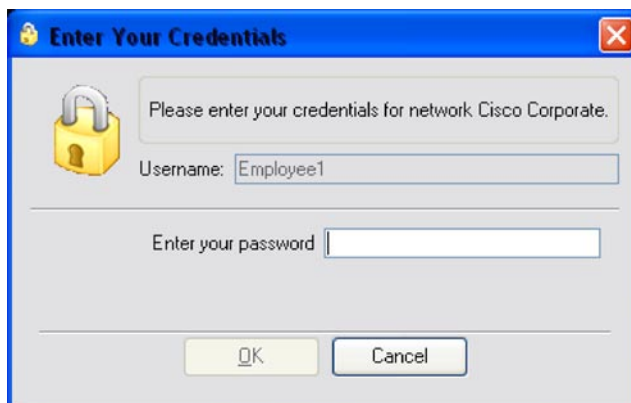 Enter Your Credentials
Please enter your credentials for network Cisco Corporate.
Username: Employee1
Enter your password
OK
Cancel